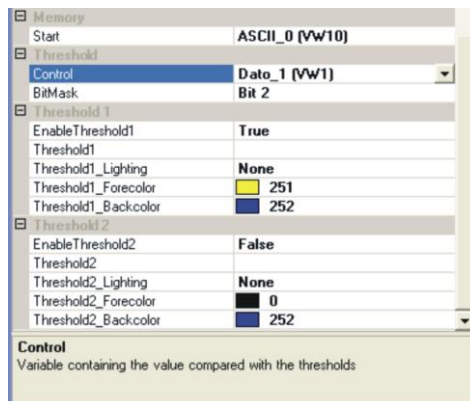 Memory
Start ASCII_0 (VW10)
Threshold
Control Dato_1 (VW1)
BitMask Bit 2
Threshold 1
EnableThreshold1 True
Threshold1
Threshold1_Lighting None
Threshold1_Forecolor 251
Threshold1_Backcolor 252
Threshold 2
EnableThreshold2 False
Threshold2
Threshold2_Lighting None
Threshold2_Forecolor 0
Threshold2_Backcolor 252
Control
Variable containing the value compared with the thresholds